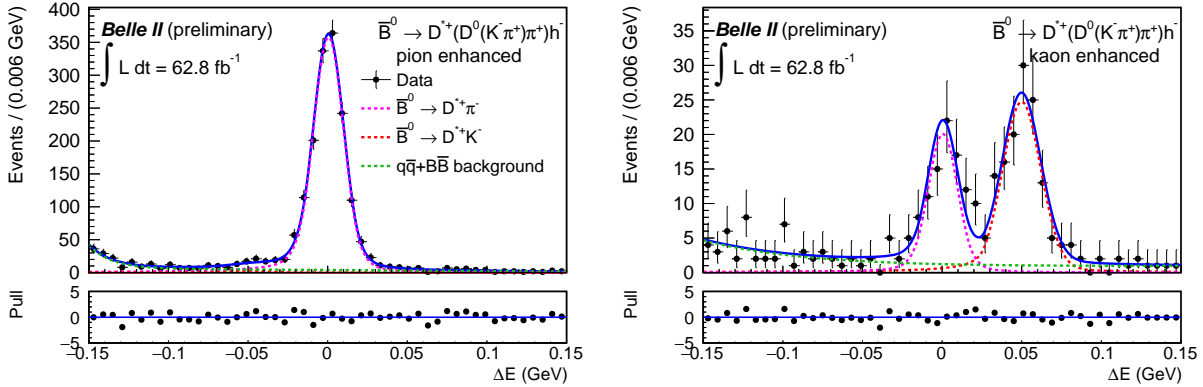 Belle II (preliminary)
∫ L dt = 62.8 fb⁻¹
B̅⁰ → D*⁺(D⁰(K⁻π⁺)π⁺)h⁻
pion enhanced
Data
B̅⁰ → D*⁺π⁻
B̅⁰ → D*⁺K⁻
qq̅+BB̅ background
Events / (0.006 GeV)
400
350
300
250
200
150
100
50
0
Pull
5
0
−5
−0.15 −0.1 −0.05 0 0.05 0.1 0.15
ΔE (GeV)
Belle II (preliminary)
∫ L dt = 62.8 fb⁻¹
B̅⁰ → D*⁺(D⁰(K⁻π⁺)π⁺)h⁻
kaon enhanced
Events / (0.006 GeV)
35
30
25
20
15
10
5
0
Pull
5
0
−5
−0.15 −0.1 −0.05 0 0.05 0.1 0.15
ΔE (GeV)